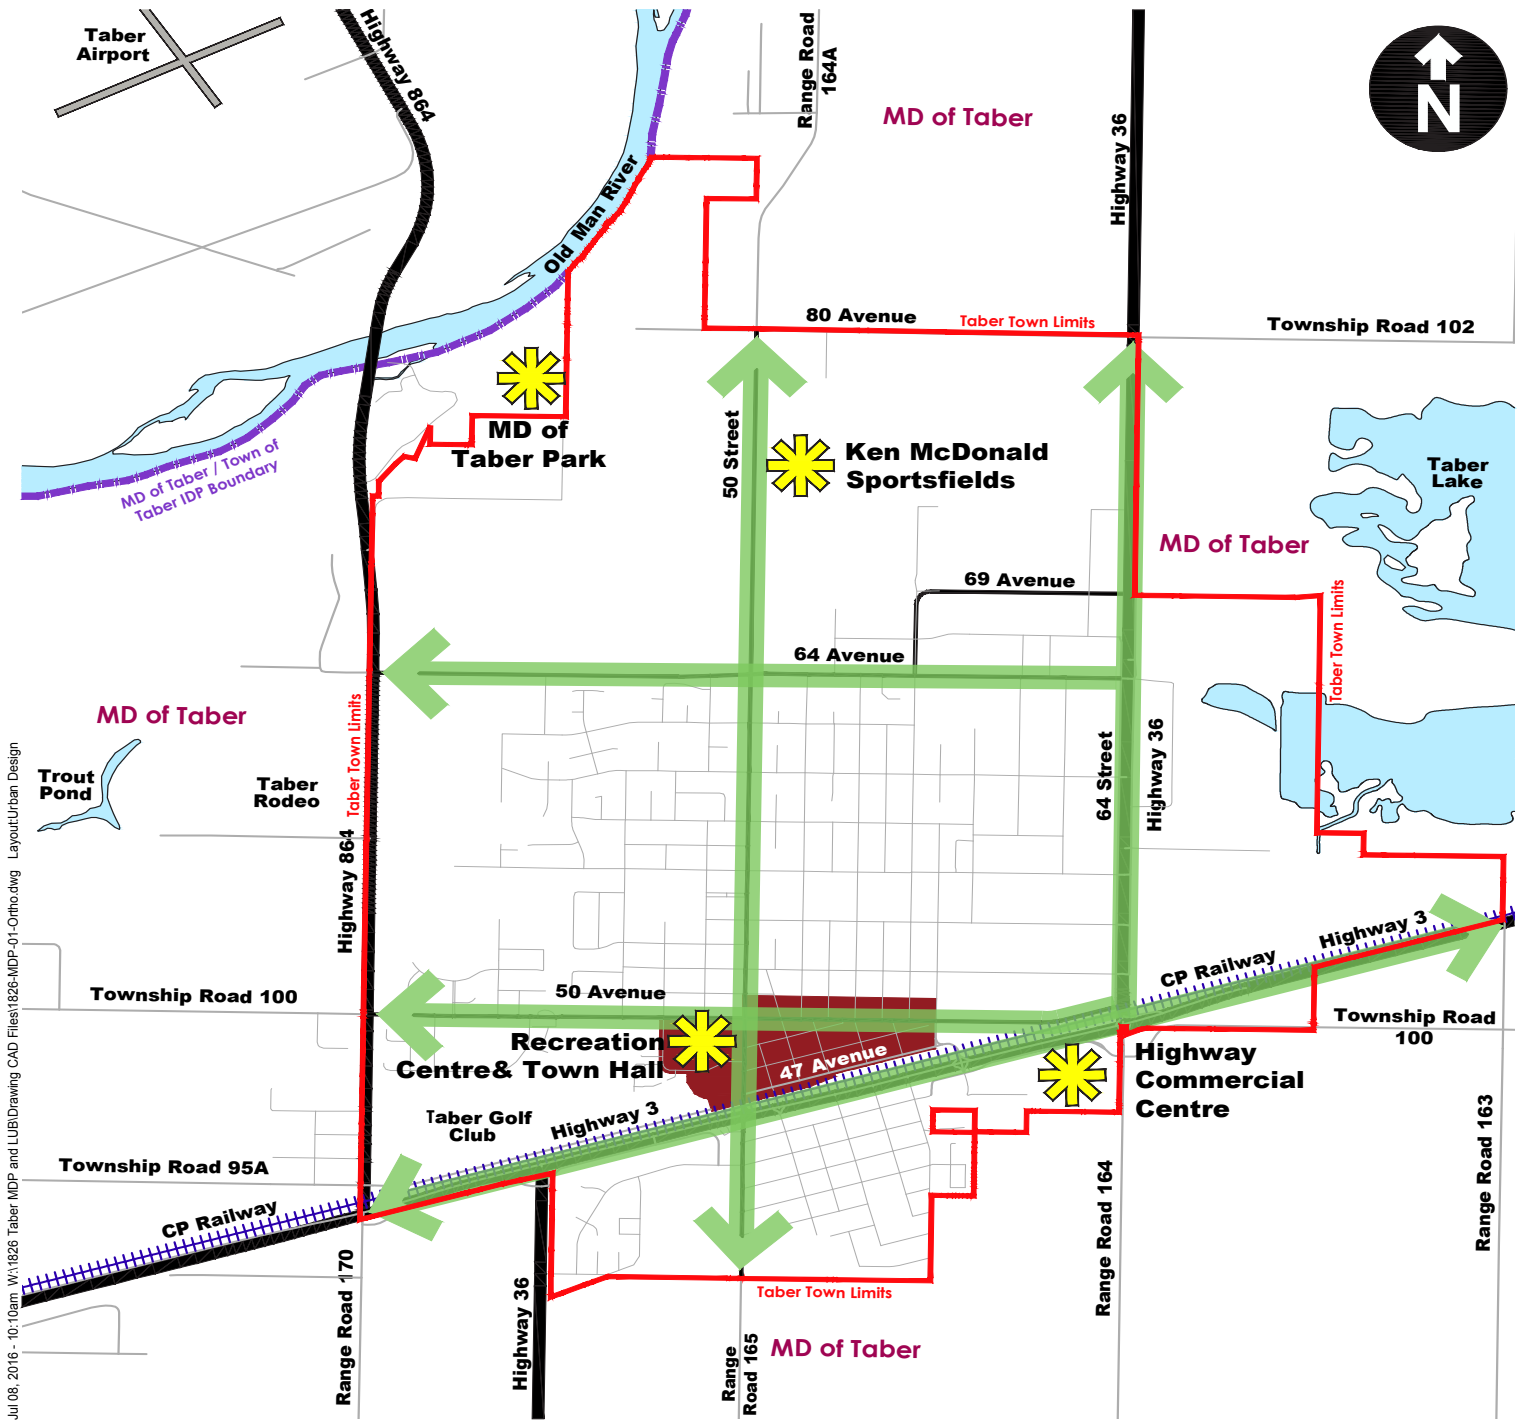 Taber
Airport
Highway 864
Range Road
164A
MD of Taber
Highway 36
N
Old Man River
80 Avenue
Taber Town Limits
Township Road 102
MD of
Taber Park
50 Street
Ken McDonald
Sportsfields
Taber
Lake
MD of Taber / Town of
Taber IDP Boundary
MD of Taber
69 Avenue
Taber Town Limits
64 Avenue
MD of Taber
Taber Town Limits
Trout
Pond
Taber
Rodeo
64 Street
Highway 36
Highway 864
Highway 3
CP Railway
Township Road 100
50 Avenue
Township Road
100
Recreation
Centre& Town Hall
47 Avenue
Highway
Commercial
Centre
Taber Golf
Club
Highway 3
Township Road 95A
CP Railway
Range Road 163
Range Road 164
Range Road 170
Highway 36
Taber Town Limits
Range
Road 165
MD of Taber
Jul 08, 2016 - 10:10am W:\1826 Taber MDP and LUB\Drawing CAD Files\1826-MDP-01-Ortho.dwg Layout:Urban Design